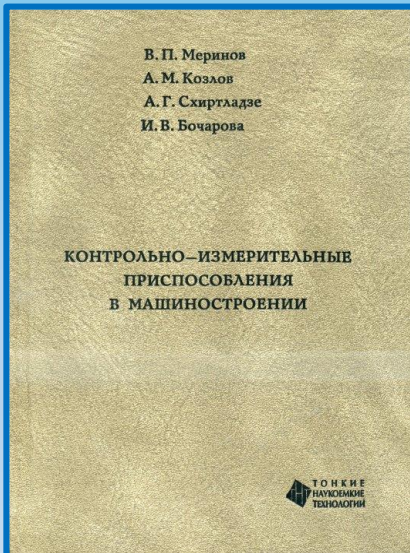 В. П. Меринов
А. М. Козлов
А. Г. Схиртладзе
И. В. Бочарова
КОНТРОЛЬНО–ИЗМЕРИТЕЛЬНЫЕ
ПРИСПОСОБЛЕНИЯ
В МАШИНОСТРОЕНИИ
ТОНКИЕ
НАУКОЕМКИЕ
ТЕХНОЛОГИИ